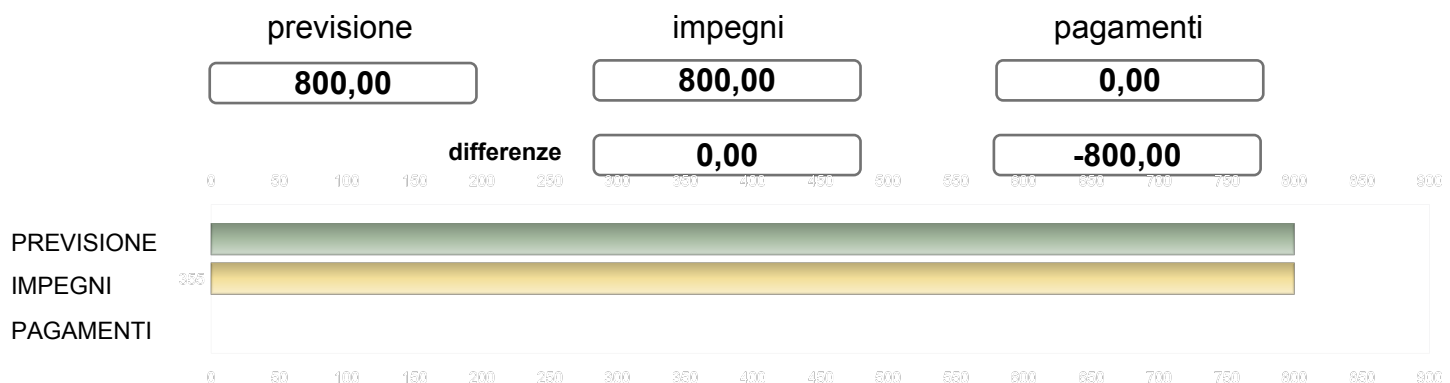 previsione impegni pagamenti
800,00 800,00 0,00
differenze 0,00 -800,00
0 50 100 150 200 250 300 350 400 450 500 550 600 650 700 750 800 850 900
PREVISIONE
355
IMPEGNI
PAGAMENTI
0 50 100 150 200 250 300 350 400 450 500 550 600 650 700 750 800 850 900